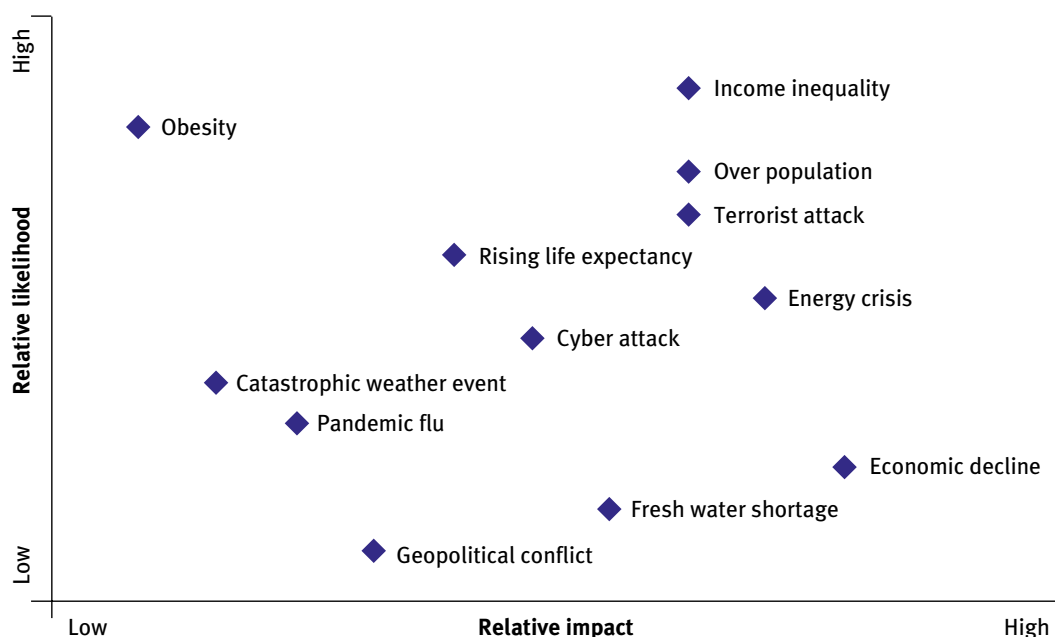 High
Income inequality
Obesity
Over population
Terrorist attack
Rising life expectancy
Energy crisis
Relative likelihood
Cyber attack
Catastrophic weather event
Pandemic flu
Economic decline
Fresh water shortage
Geopolitical conflict
Low
Low
Relative impact
High